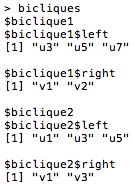 > bicliques
$biclique1
$biclique1$left
[1] "u3" "u5" "u7"
$biclique1$right
[1] "v1" "v2"
$biclique2
$biclique2$left
[1] "u1" "u3" "u5"
$biclique2$right
[1] "v1" "v3"